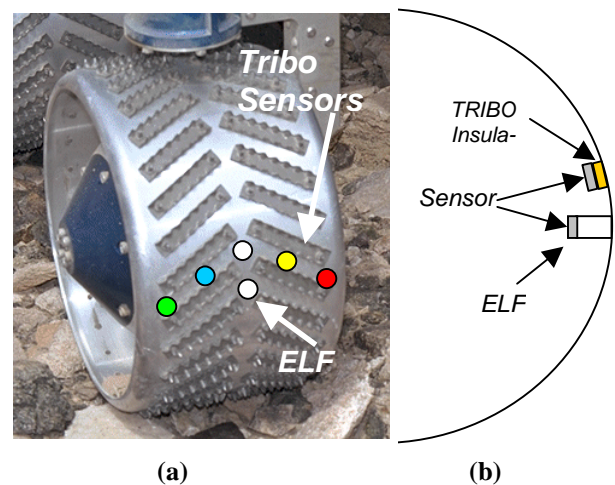 Tribo
Sensors
ELF
(a)
(b)
TRIBO
Insula-
Sensor
ELF